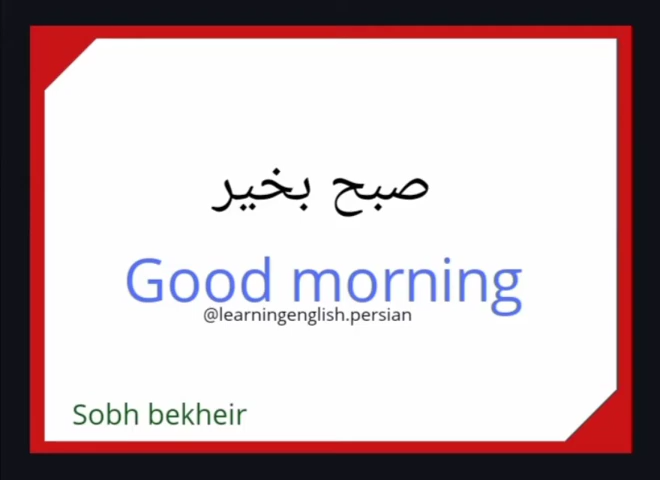 صبح بخیر
Good morning
@learningenglish.persian
Sobh bekheir